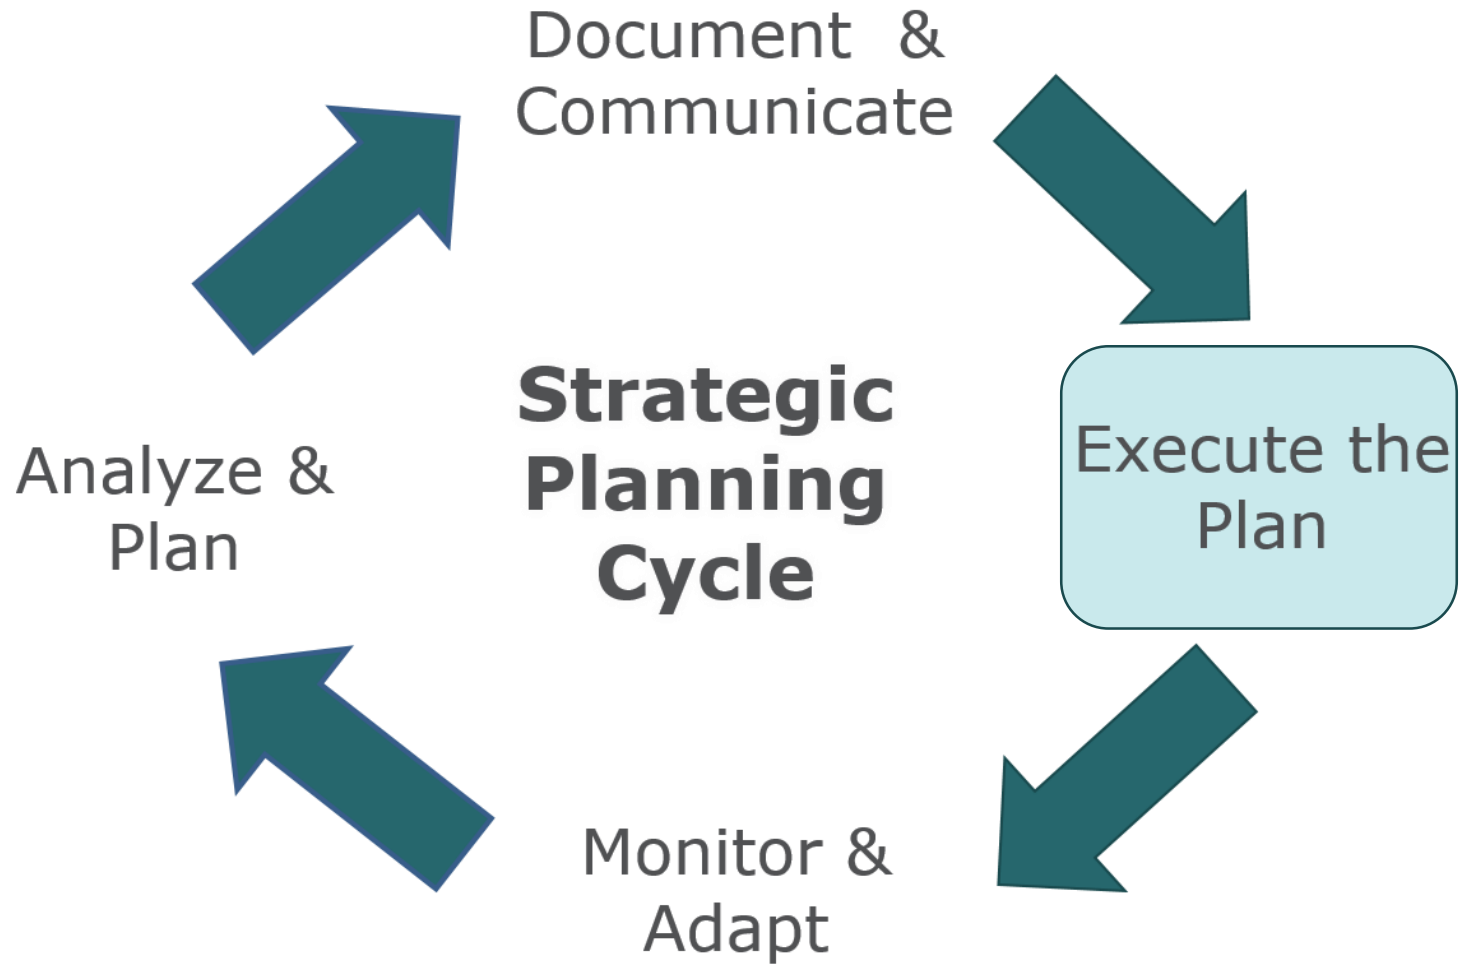 Document  &
Communicate
Strategic
Planning
Cycle
Execute the
Plan
Analyze &
Plan
Monitor &
Adapt